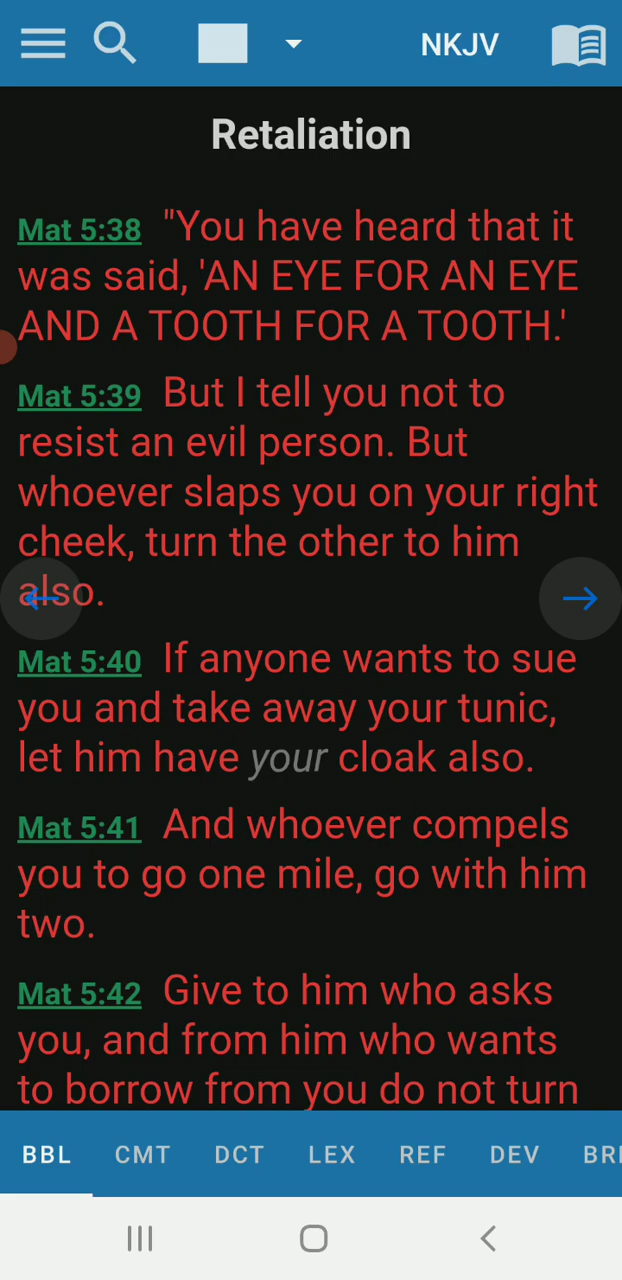 NKJV
Retaliation
Mat 5:38 "You have heard that it
was said, 'AN EYE FOR AN EYE
AND A TOOTH FOR A TOOTH.'
Mat 5:39 But I tell you not to
resist an evil person. But
whoever slaps you on your right
cheek, turn the other to him
also.
Mat 5:40 If anyone wants to sue
you and take away your tunic,
let him have your cloak also.
Mat 5:41 And whoever compels
you to go one mile, go with him
two.
Mat 5:42 Give to him who asks
you, and from him who wants
to borrow from you do not turn
BBL CMT DCT LEX REF DEV BRI